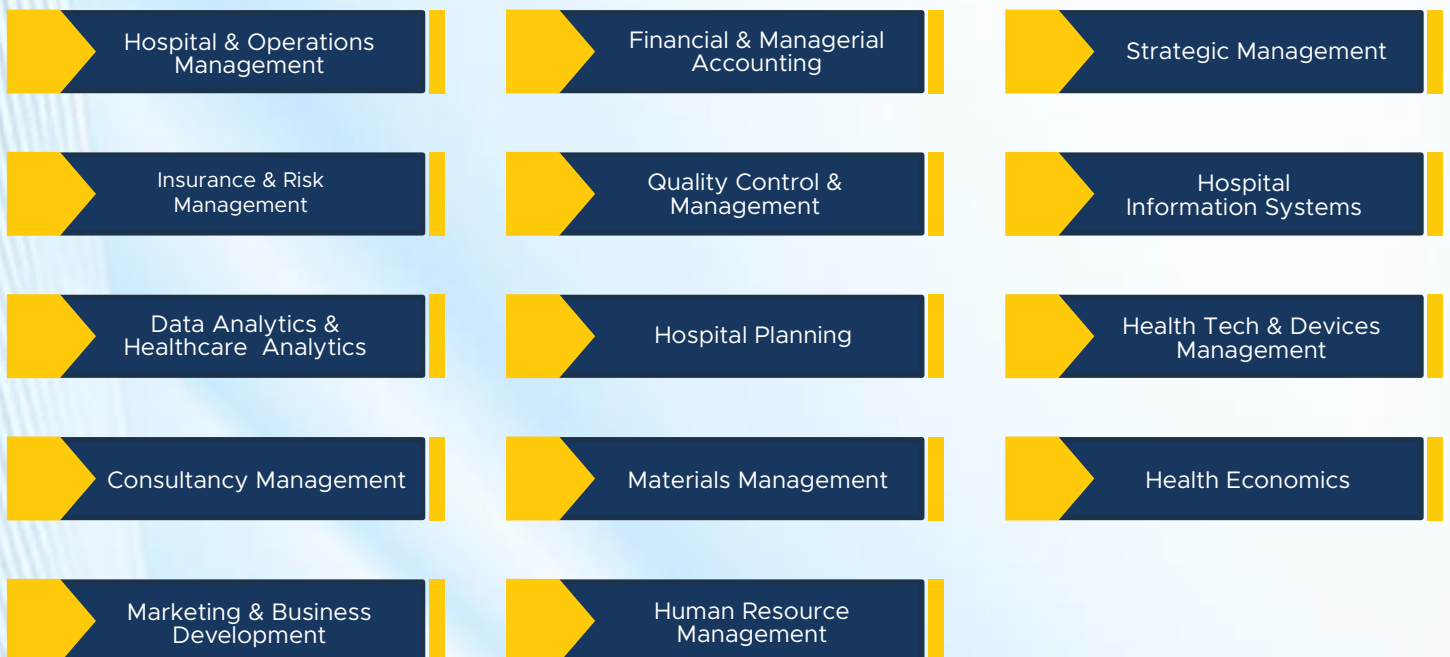 Hospital & Operations
Management
Financial & Managerial
Accounting
Strategic Management
Insurance & Risk
Management
Quality Control &
Management
Hospital
Information Systems
Data Analytics &
Healthcare Analytics
Hospital Planning
Health Tech & Devices
Management
Consultancy Management
Materials Management
Health Economics
Marketing & Business
Development
Human Resource
Management